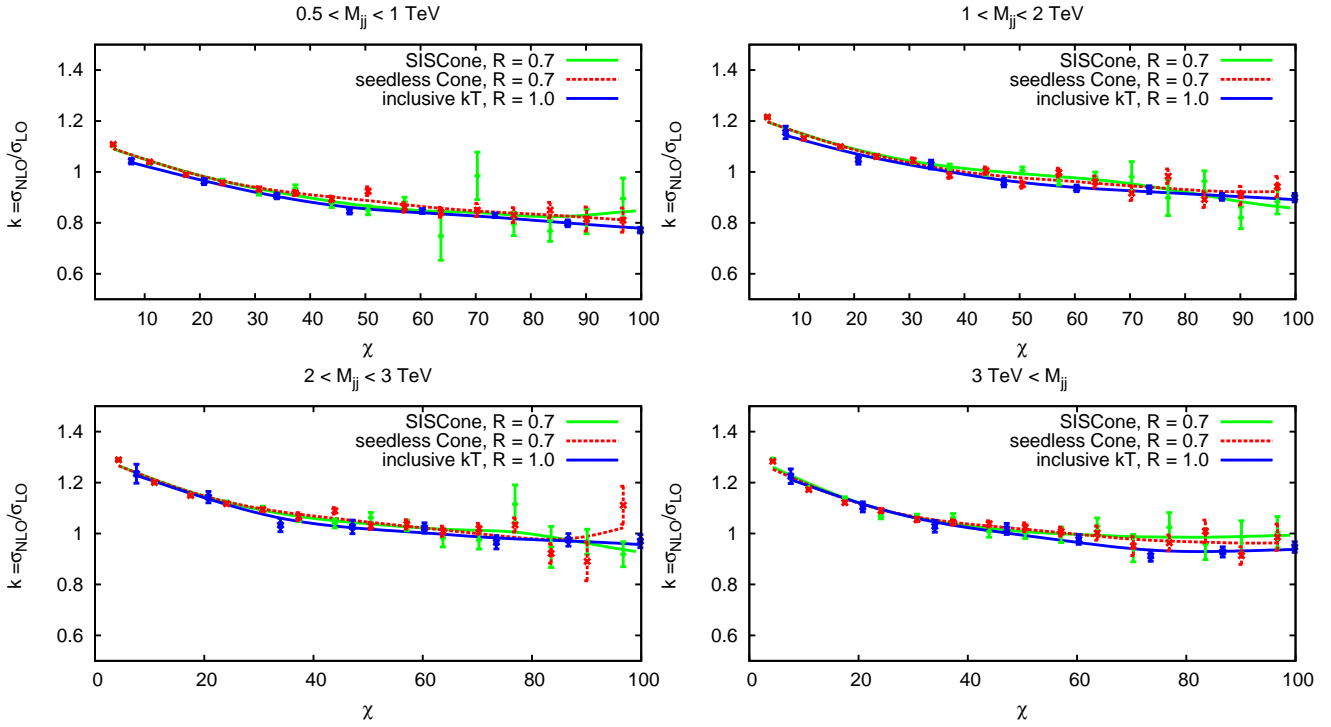 0.5 < M_jj < 1 TeV
k =σ_NLO/σ_LO
1.4
1.2
1
0.8
0.6
SISCone, R = 0.7
seedless Cone, R = 0.7
inclusive kT, R = 1.0
10 20 30 40 50 60 70 80 90 100
χ
1 < M_jj < 2 TeV
k =σ_NLO/σ_LO
1.4
1.2
1
0.8
0.6
SISCone, R = 0.7
seedless Cone, R = 0.7
inclusive kT, R = 1.0
10 20 30 40 50 60 70 80 90 100
χ
2 < M_jj < 3 TeV
k =σ_NLO/σ_LO
1.4
1.2
1
0.8
0.6
SISCone, R = 0.7
seedless Cone, R = 0.7
inclusive kT, R = 1.0
0 20 40 60 80 100
χ
3 TeV < M_jj
k =σ_NLO/σ_LO
1.4
1.2
1
0.8
0.6
SISCone, R = 0.7
seedless Cone, R = 0.7
inclusive kT, R = 1.0
0 20 40 60 80 100
χ